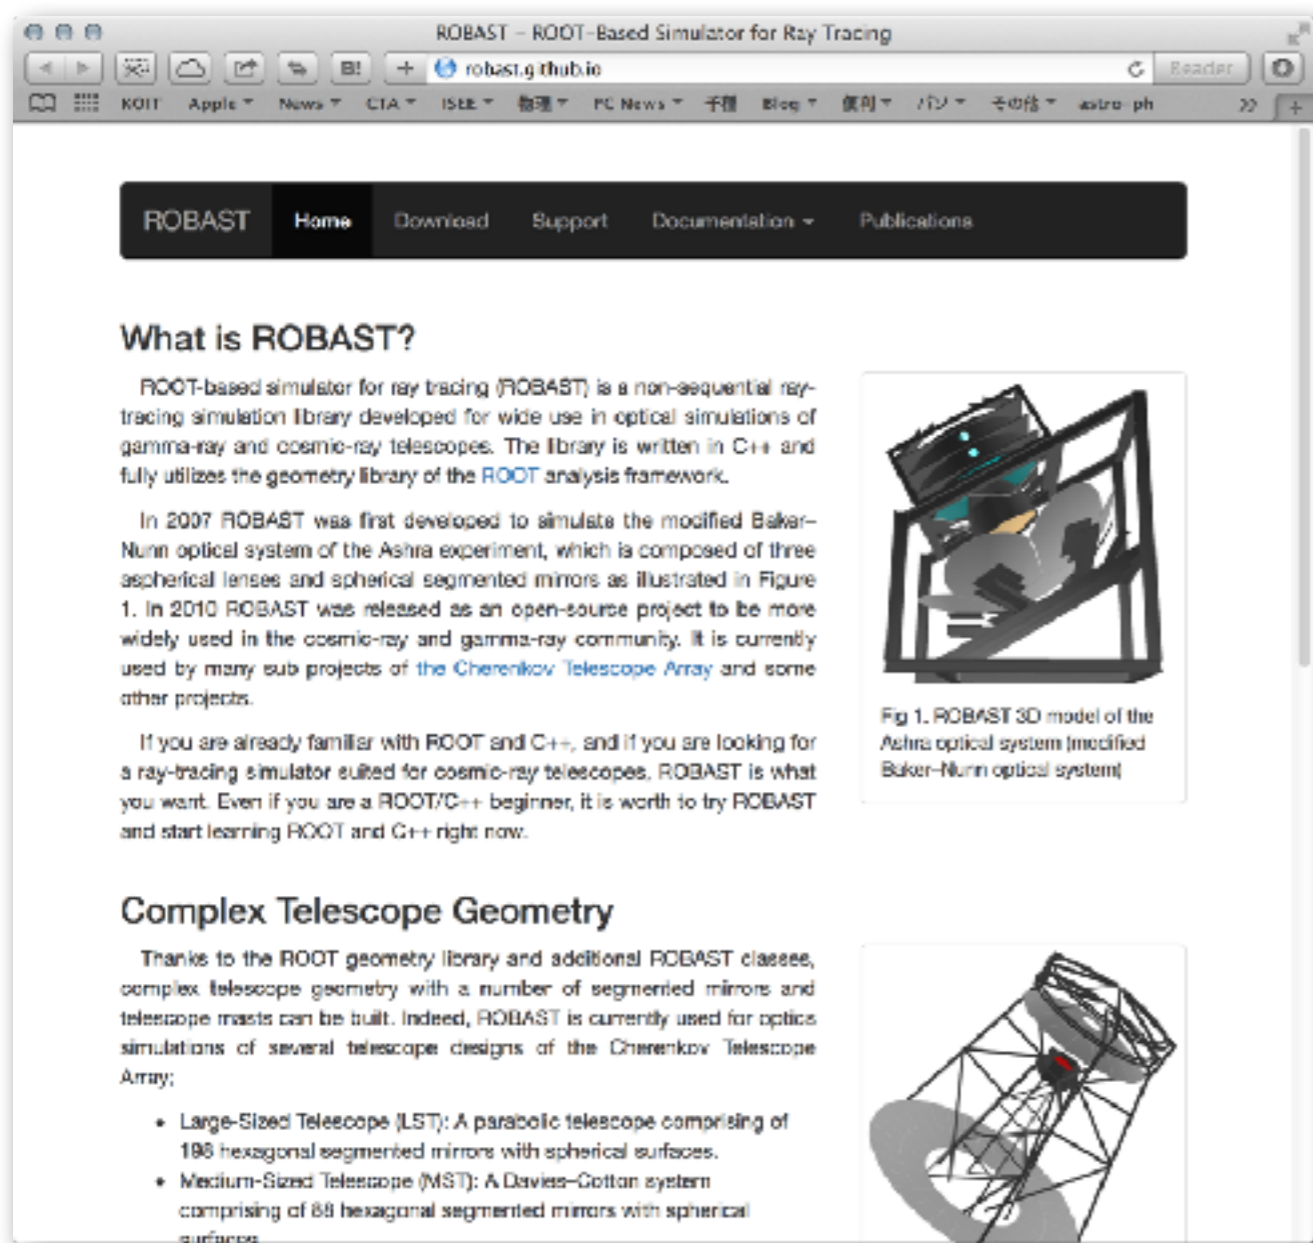 ROBAST – ROOT-Based Simulator for Ray Tracing
B! + robast.github.io Reader
KOIT Apple News CTA ISEE 物理 PC News 千種 Blog 便利 パソ その他 astro-ph >> +
ROBAST Home Download Support Documentation Publications
What is ROBAST?
ROOT-based simulator for ray tracing (ROBAST) is a non-sequential ray-
tracing simulation library developed for wide use in optical simulations of
gamma-ray and cosmic-ray telescopes. The library is written in C++ and
fully utilizes the geometry library of the ROOT analysis framework.
In 2007 ROBAST was first developed to simulate the modified Baker–
Nunn optical system of the Ashra experiment, which is composed of three
aspherical lenses and spherical segmented mirrors as illustrated in Figure
1. In 2010 ROBAST was released as an open-source project to be more
widely used in the cosmic-ray and gamma-ray community. It is currently
used by many sub projects of the Cherenkov Telescope Array and some
other projects.
If you are already familiar with ROOT and C++, and if you are looking for
a ray-tracing simulator suited for cosmic-ray telescopes, ROBAST is what
you want. Even if you are a ROOT/C++ beginner, it is worth to try ROBAST
and start learning ROOT and C++ right now.
Fig 1. ROBAST 3D model of the
Ashra optical system (modified
Baker–Nunn optical system)
Complex Telescope Geometry
Thanks to the ROOT geometry library and additional ROBAST classes,
complex telescope geometry with a number of segmented mirrors and
telescope masts can be built. Indeed, ROBAST is currently used for optics
simulations of several telescope designs of the Cherenkov Telescope
Array;
• Large-Sized Telescope (LST): A parabolic telescope comprising of
198 hexagonal segmented mirrors with spherical surfaces.
• Medium-Sized Telescope (MST): A Davies–Cotton system
comprising of 88 hexagonal segmented mirrors with spherical
surfaces